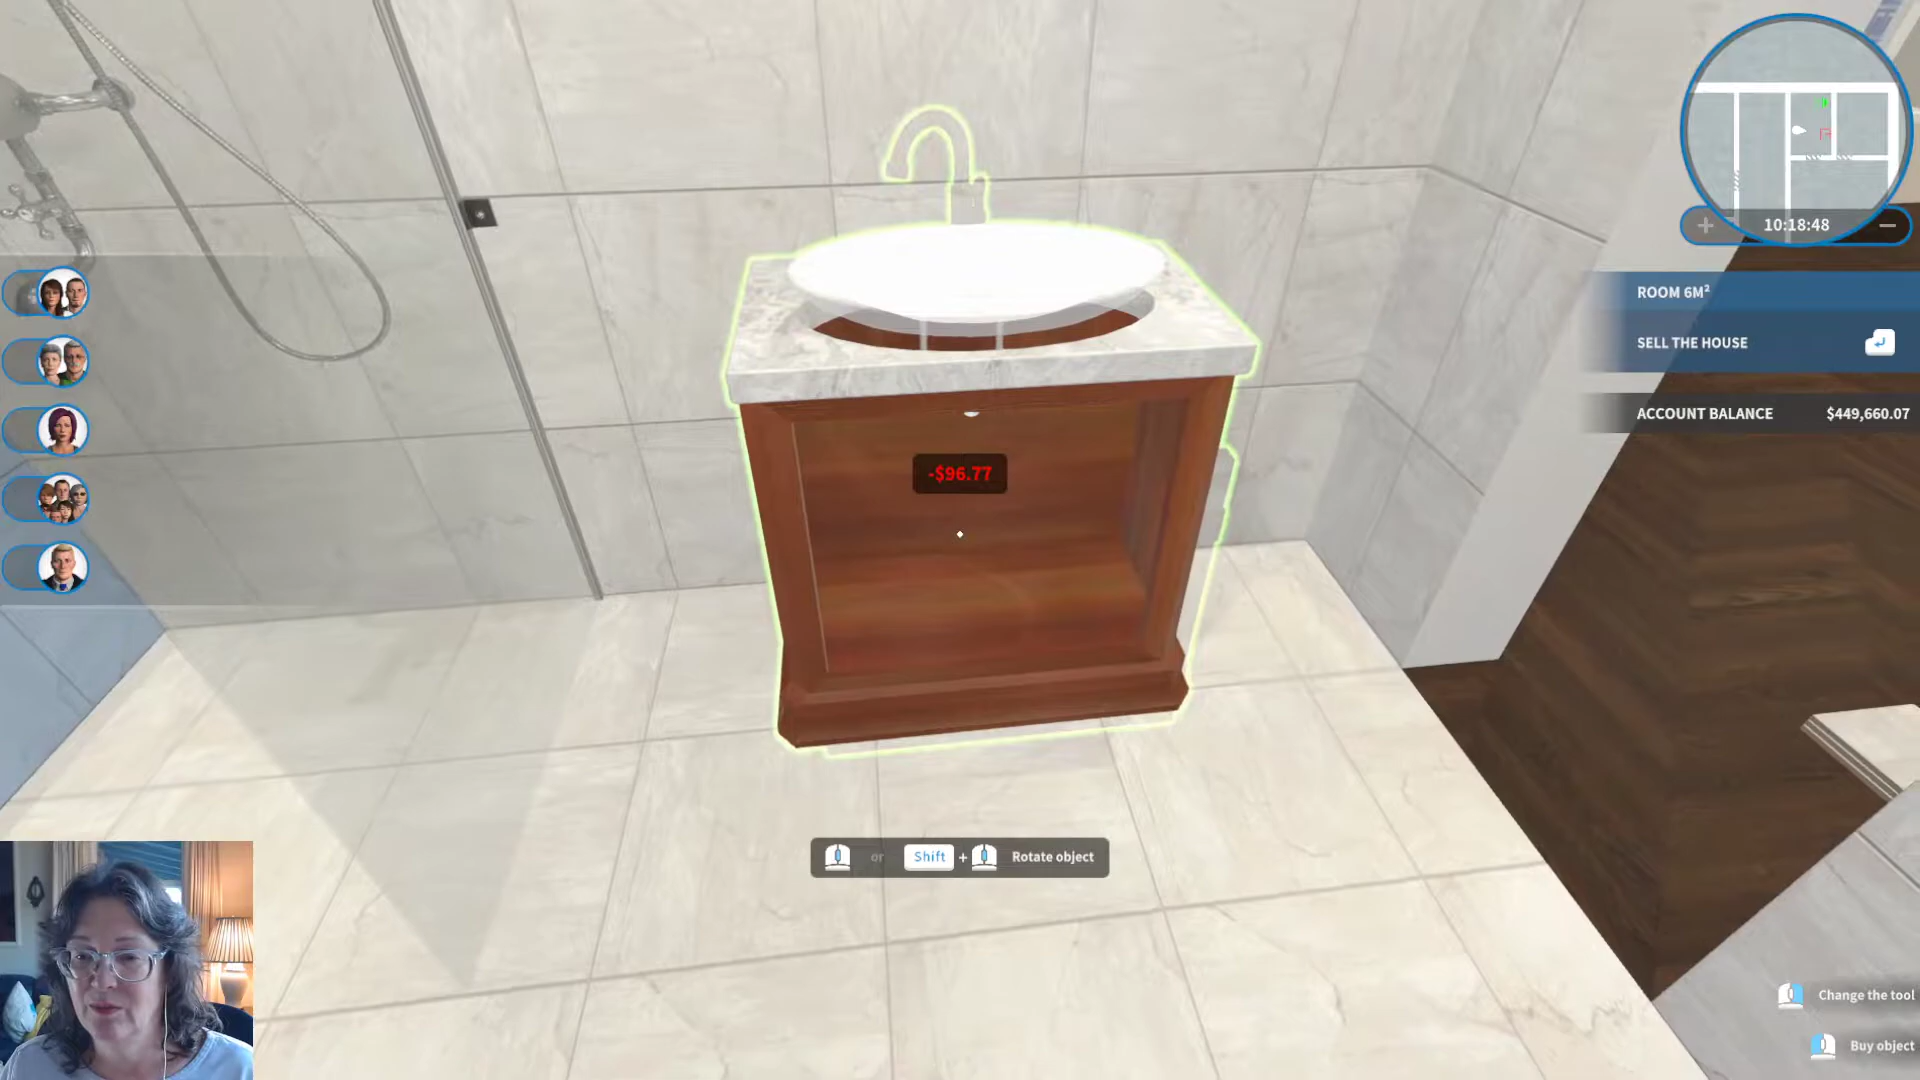 10:18:48
ROOM 6M²
SELL THE HOUSE
ACCOUNT BALANCE $449,660.07
-$96.77
or Shift + Rotate object
Change the tool
Buy object